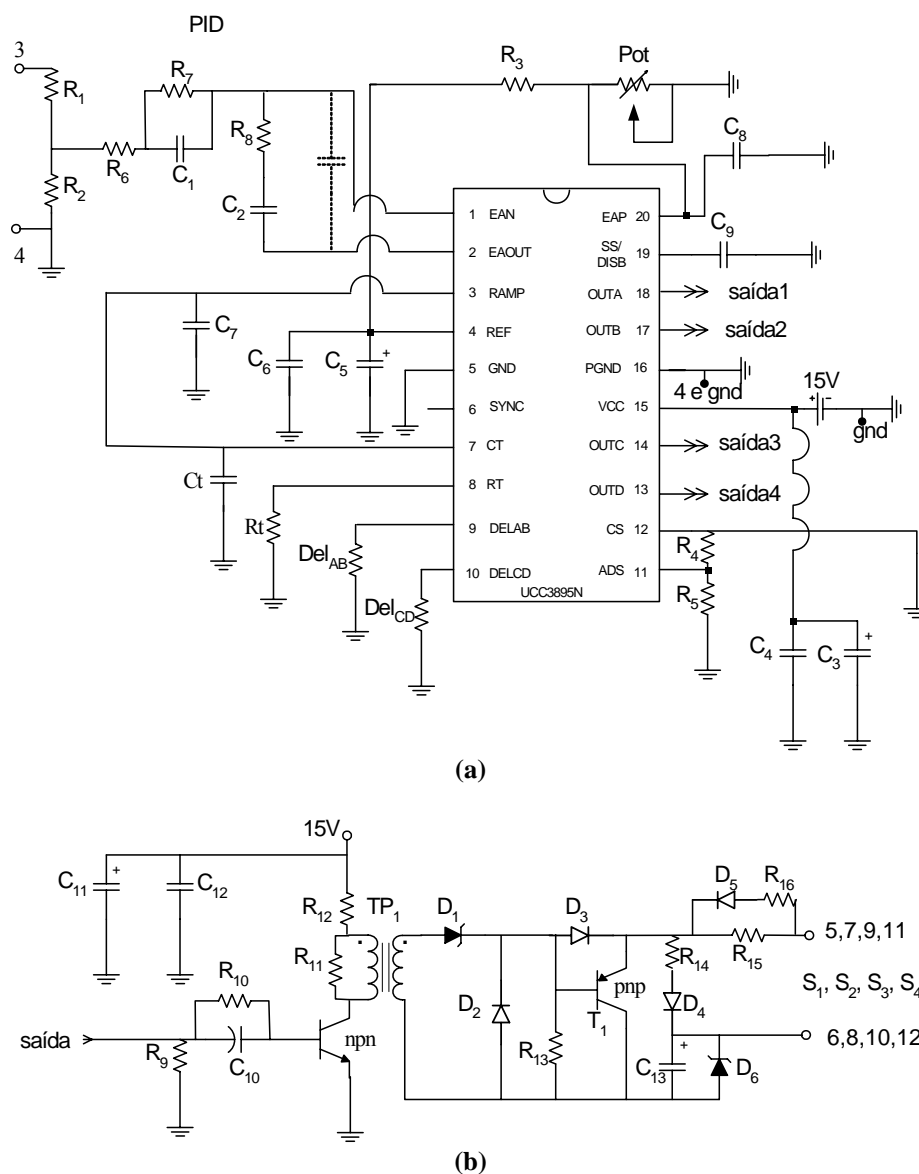 PID
3
R1
R7
R6
C1
R2
4
R8
C2
R3
Pot
C8
1 EAN
2 EAOUT
3 RAMP
4 REF
5 GND
6 SYNC
7 CT
8 RT
9 DELAB
10 DELCD
EAP 20
SS/
DISB 19
OUTA 18
OUTB 17
PGND 16
VCC 15
OUTC 14
OUTD 13
CS 12
ADS 11
UCC3895N
C9
saída1
saída2
4 e gnd
15V
+ -
gnd
saída3
saída4
C7
C6
C5
+
Ct
Rt
DelAB
DelCD
R4
R5
C4
C3
+
(a)
15V
C11
+
C12
R12
TP1
R11
R10
saída
R9
C10
npn
D1
D2
D3
R13
pnp
T1
D5
R16
R15
R14
D4
C13
+
D6
5,7,9,11
S1, S2, S3, S4
6,8,10,12
(b)